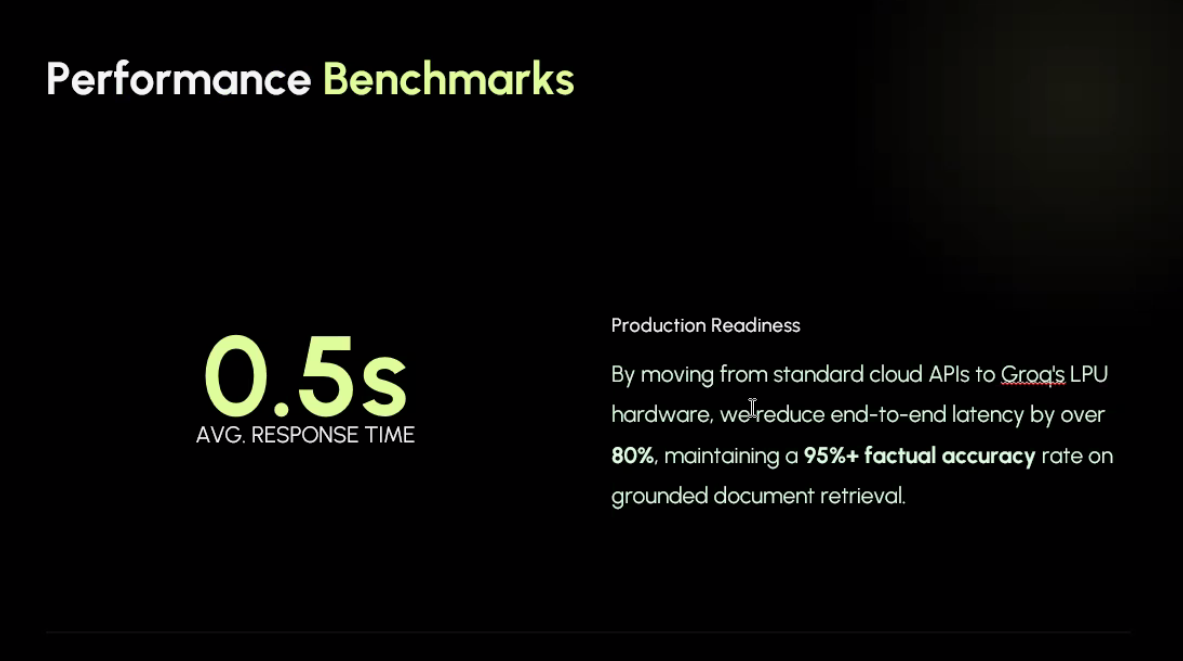 Performance Benchmarks
0.5s
AVG. RESPONSE TIME
Production Readiness
By moving from standard cloud APIs to Groq's LPU
hardware, we reduce end-to-end latency by over
80%, maintaining a 95%+ factual accuracy rate on
grounded document retrieval.